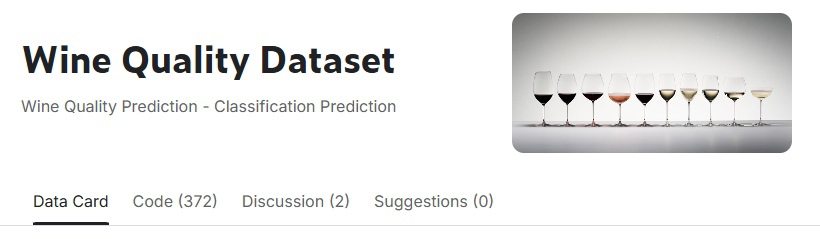 Wine Quality Dataset
Wine Quality Prediction - Classification Prediction
Data Card Code (372) Discussion (2) Suggestions (0)